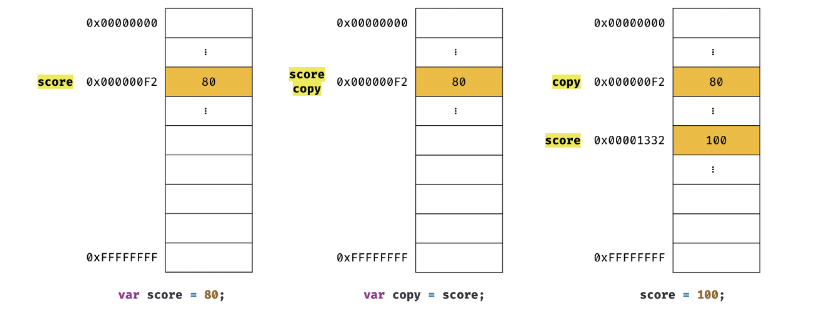 0x00000000
⋮
score 0x000000F2 80
⋮
0xFFFFFFFF
var score = 80;
0x00000000
⋮
score
copy
0x000000F2 80
⋮
0xFFFFFFFF
var copy = score;
0x00000000
⋮
copy 0x000000F2 80
⋮
score 0x00001332 100
⋮
0xFFFFFFFF
score = 100;